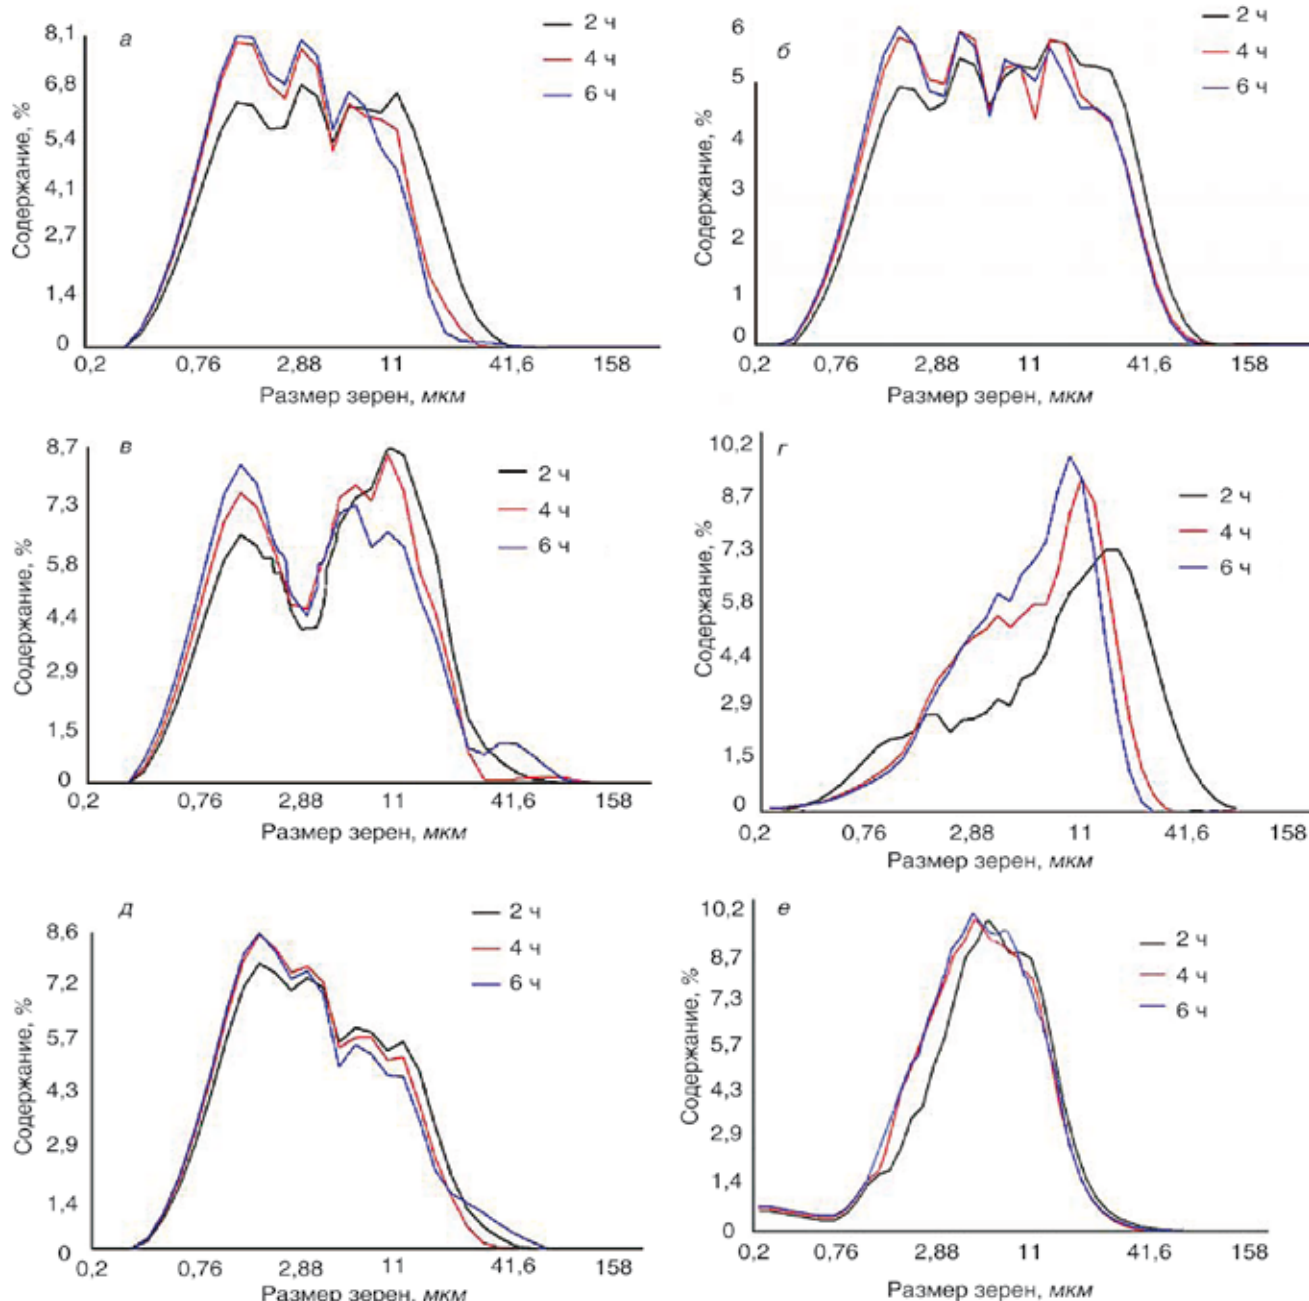 а
2 ч
4 ч
6 ч
8,1
6,8
5,4
4,1
2,7
1,4
0
Содержание, %
0,2 0,76 2,88 11 41,6 158
Размер зерен, мкм
б
2 ч
4 ч
6 ч
6
5
4
3
2
1
0
Содержание, %
0,2 0,76 2,88 11 41,6 158
Размер зерен, мкм
в
2 ч
4 ч
6 ч
8,7
7,3
5,8
4,4
2,9
1,5
0
Содержание, %
0,2 0,76 2,88 11 41,6 158
Размер зерен, мкм
г
2 ч
4 ч
6 ч
10,2
8,7
7,3
5,8
4,4
2,9
1,5
0
Содержание, %
0,2 0,76 2,88 11 41,6 158
Размер зерен, мкм
д
2 ч
4 ч
6 ч
8,6
7,2
5,7
4,3
2,9
1,4
0
Содержание, %
0,2 0,76 2,88 11 41,6 158
Размер зерен, мкм
е
2 ч
4 ч
6 ч
10,2
8,7
7,3
5,7
4,3
2,9
1,4
0
Содержание, %
0,2 0,76 2,88 11 41,6 158
Размер зерен, мкм